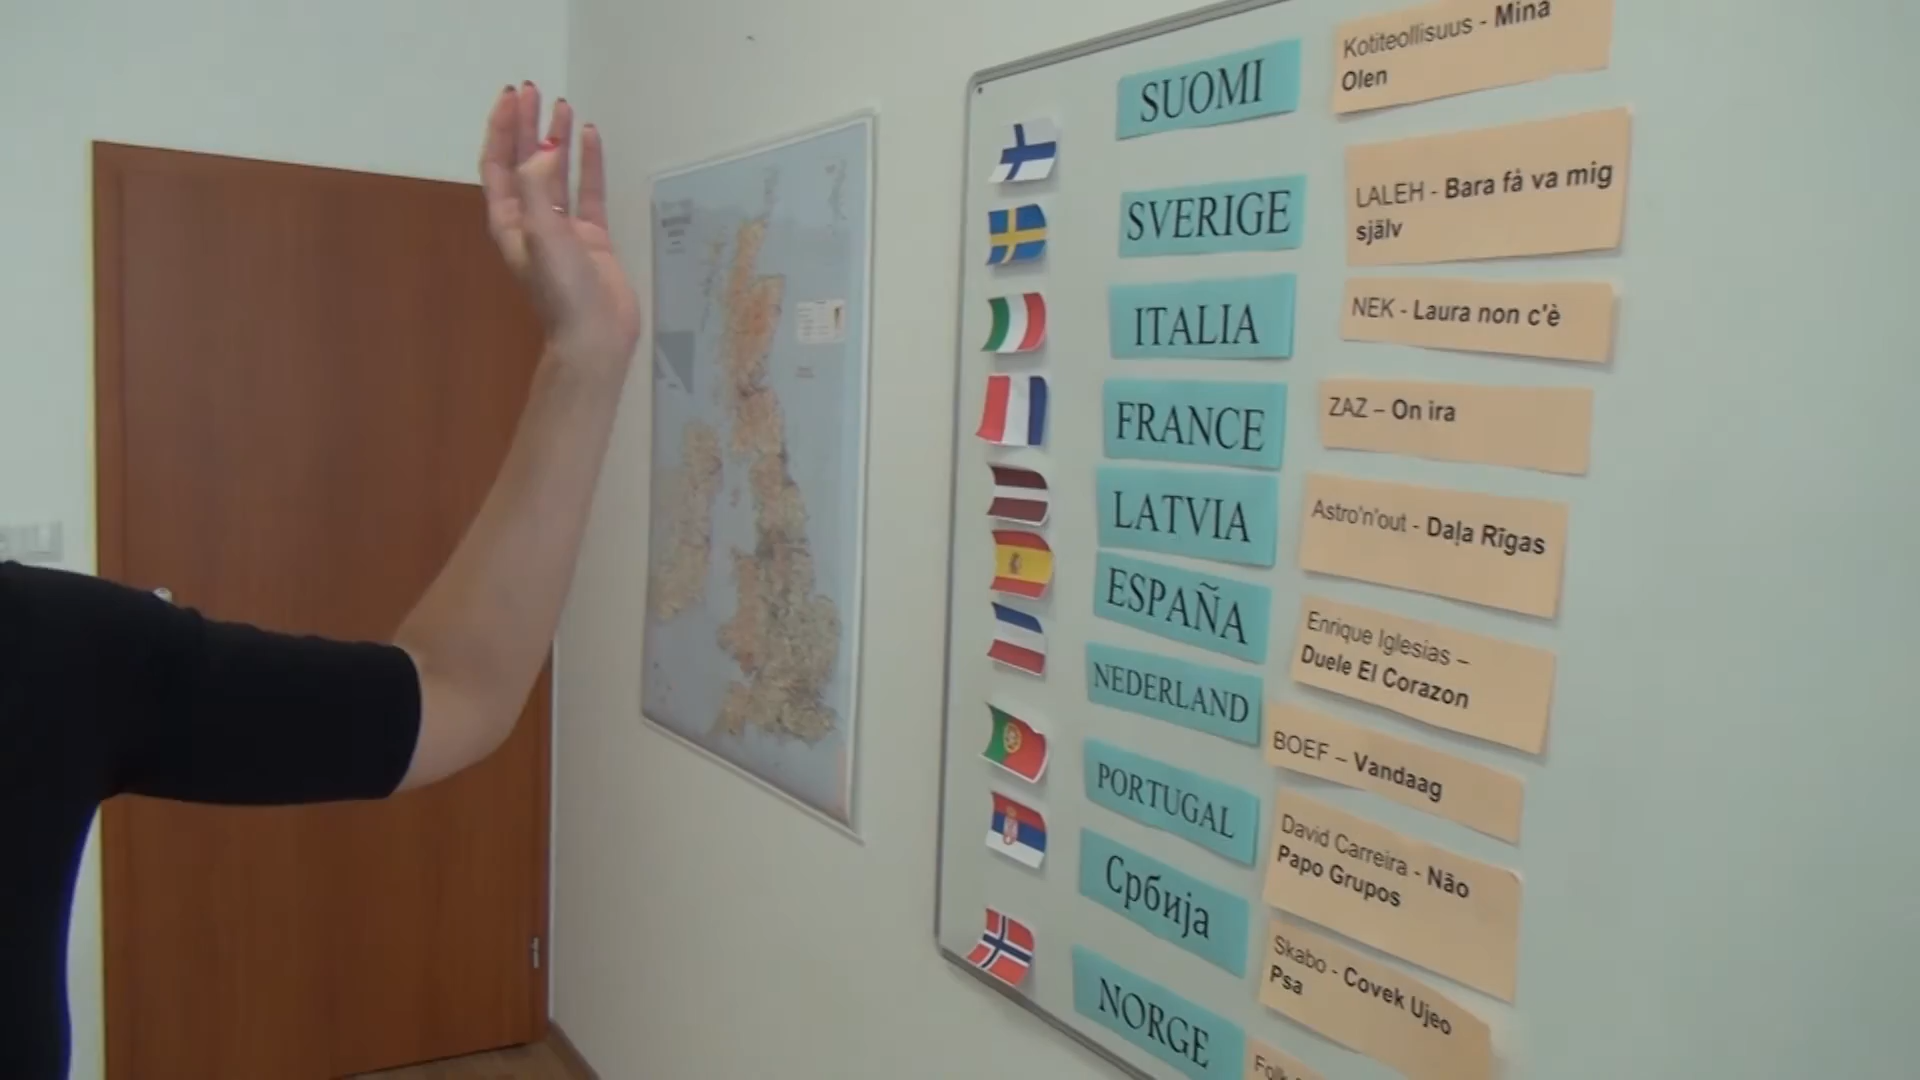 SUOMI
Kotiteollisuus - Mina
Olen
SVERIGE
LALEH - Bara få va mig
själv
ITALIA
NEK - Laura non c'è
FRANCE
ZAZ – On ira
LATVIA
Astro'n'out - Daļa Rīgas
ESPAÑA
Enrique Iglesias –
Duele El Corazon
NEDERLAND
BOEF – Vandaag
PORTUGAL
David Carreira - Não
Papo Grupos
Србија
Skabo - Covek Ujeo
Psa
NORGE